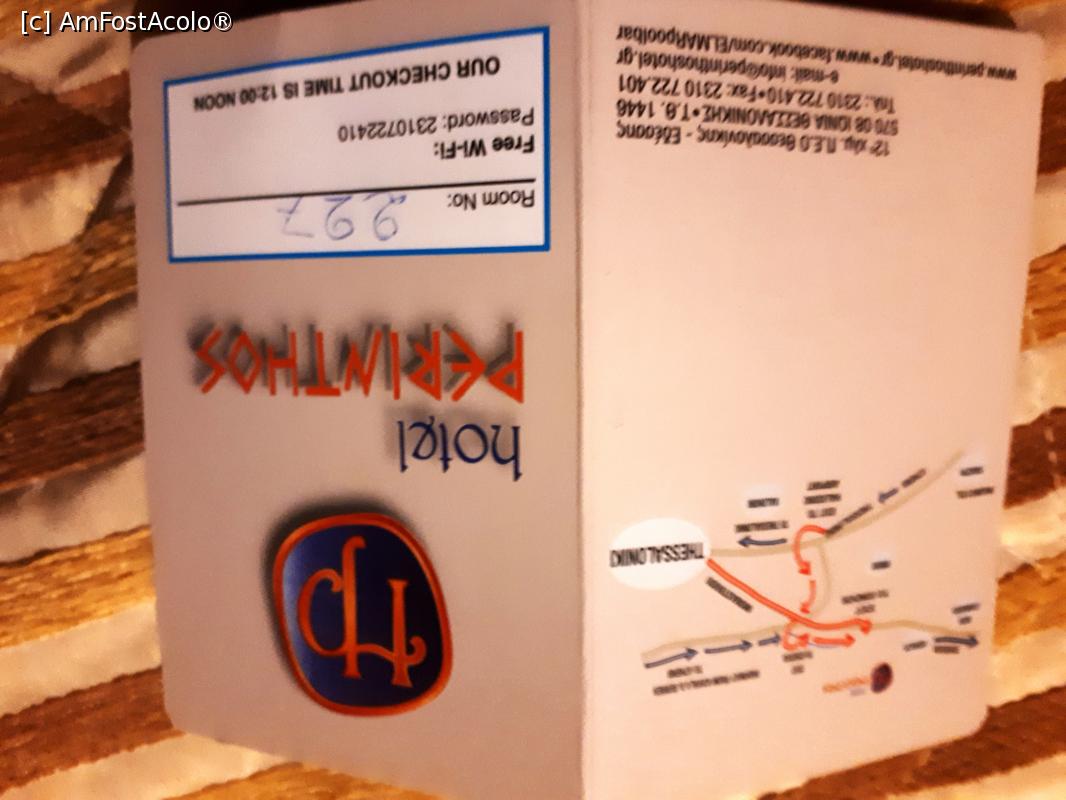 [c] AmFostAcolo®
hotel
PERINTHOS
Room No: 227
Free Wi-Fi:
Password: 2310722410
OUR CHECKOUT TIME IS 12:00 NOON
THESSALONIKI
12° χλμ. Π.Ε.Ο Θεσσαλονίκης - Εδέσσης
570 08 ΙΩΝΙΑ ΘΕΣΣΑΛΟΝΙΚΗΣ•Τ.Θ. 1446
Τηλ.: 2310 722.410•Fax: 2310 722.401
e-mail: info@perinthoshotel.gr
www.perinthoshotel.gr•www.facebook.com/ELMARpoolbar